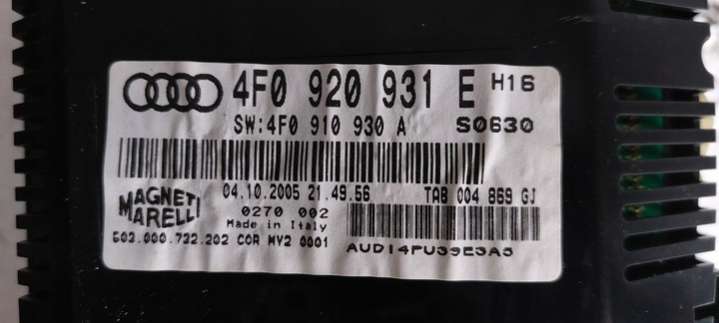 4F0 920 931 E H16
SW:4F0 910 930 A S0630
04.10.2005 21.49.56 TAB 004 869 GJ
MAGNETI
MARELLI
0270 002
Made in Italy
503.000.732.202 COR MY2 0001
AUDI4PU39E3A5